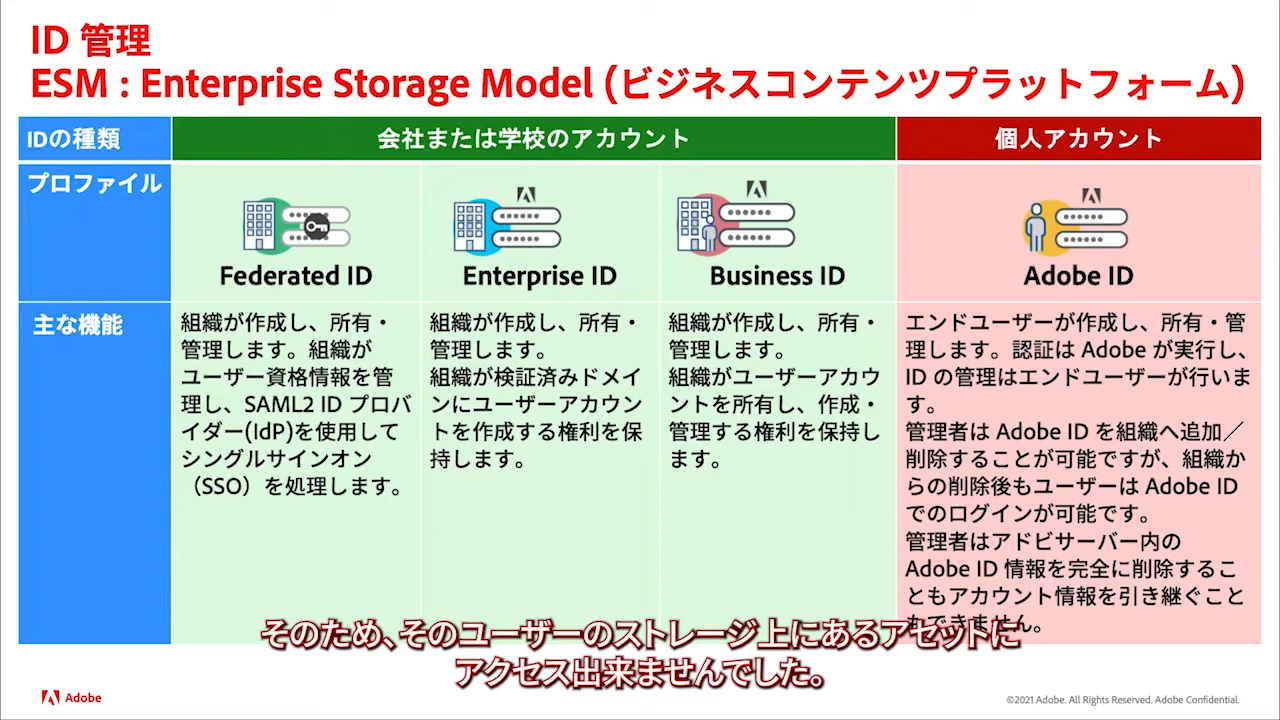 ID 管理
ESM : Enterprise Storage Model (ビジネスコンテンツプラットフォーム)
IDの種類
会社または学校のアカウント
個人アカウント
プロファイル
Federated ID
Enterprise ID
Business ID
Adobe ID
主な機能
組織が作成し、所有・
管理します。組織が
ユーザー資格情報を管
理し、SAML2 ID プロバ
イダー(IdP)を使用して
シングルサインオン
（SSO）を処理します。
組織が作成し、所有・
管理します。
組織が検証済みドメイ
ンにユーザーアカウン
トを作成する権利を保
持します。
組織が作成し、所有・
管理します。
組織がユーザーアカウ
ントを所有し、作成・
管理する権利を保持し
ます。
エンドユーザーが作成し、所有・管
理します。認証は Adobe が実行し、
ID の管理はエンドユーザーが行いま
す。
管理者は Adobe ID を組織へ追加／
削除することが可能ですが、組織か
らの削除後もユーザーは Adobe ID
でのログインが可能です。
管理者はアドビサーバー内の
Adobe ID 情報を完全に削除するこ
ともアカウント情報を引き継ぐこと
もできません。
そのため、そのユーザーのストレージ上にあるアセットに
アクセス出来ませんでした。
Adobe
©2021 Adobe. All Rights Reserved. Adobe Confidential.